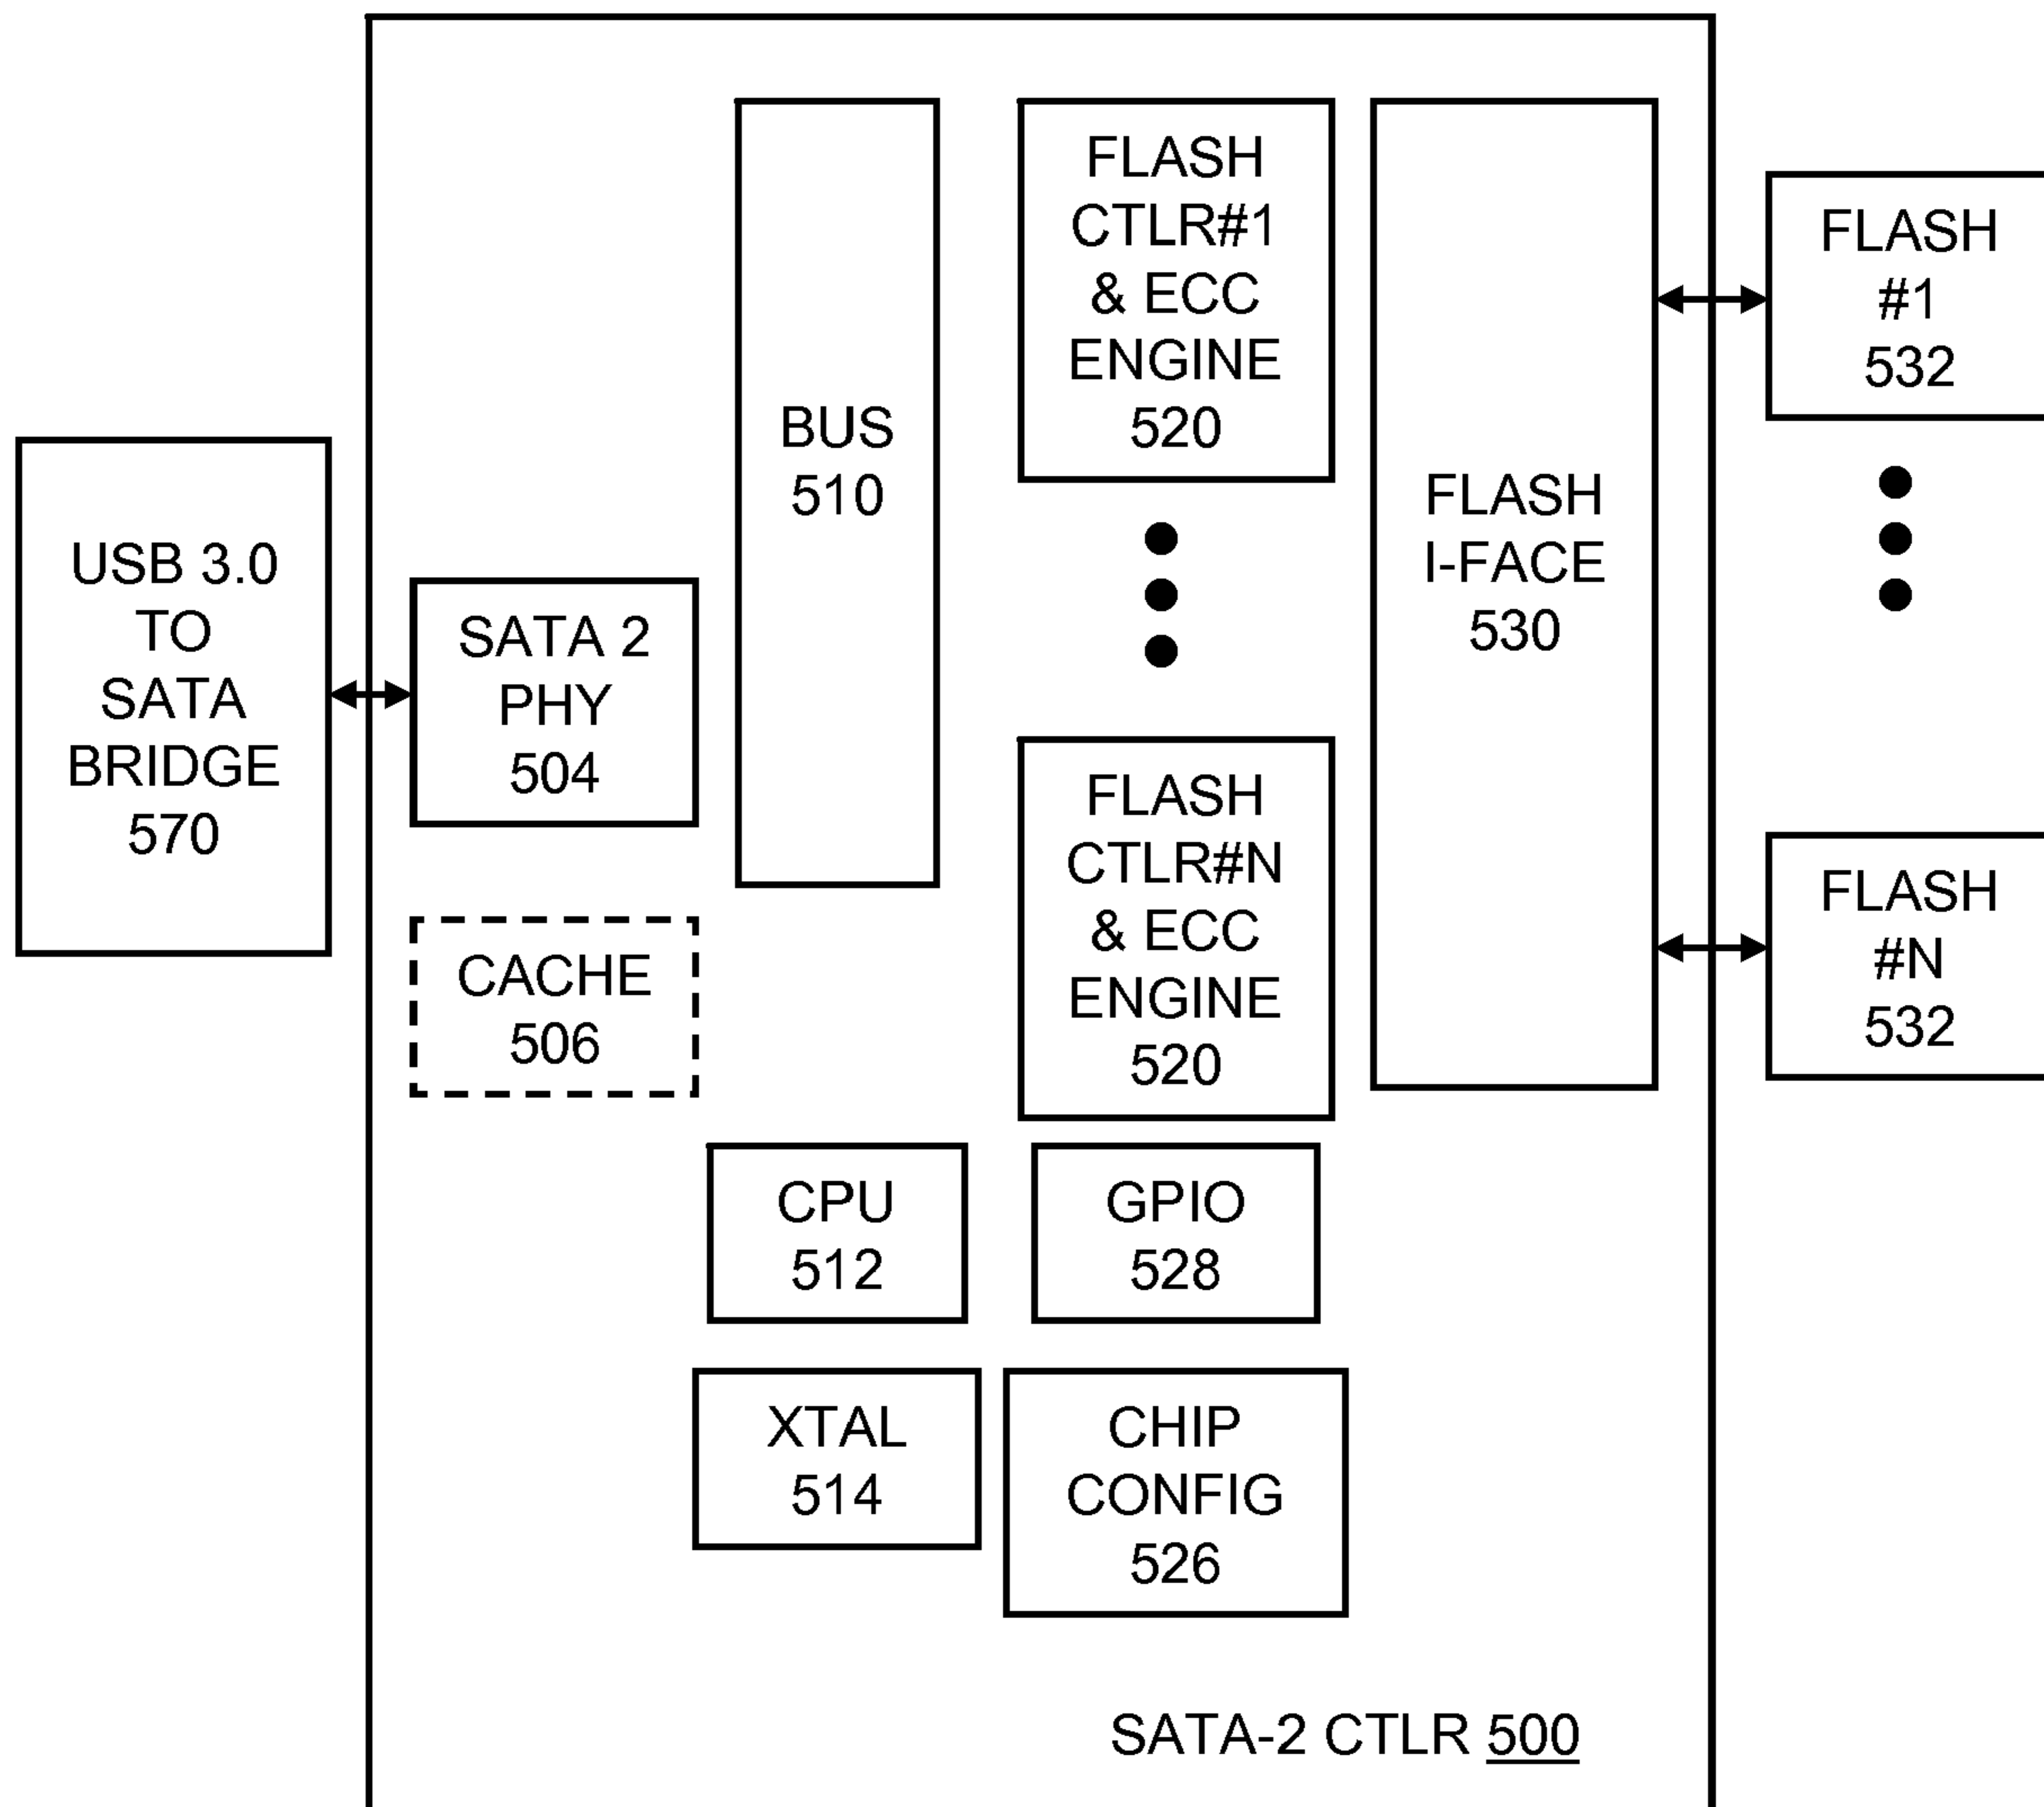 USB 3.0
TO
SATA
BRIDGE
570
SATA 2
PHY
504
CACHE
506
BUS
510
FLASH
CTLR#1
& ECC
ENGINE
520
FLASH
CTLR#N
& ECC
ENGINE
520
FLASH
I-FACE
530
FLASH
#1
532
FLASH
#N
532
CPU
512
GPIO
528
XTAL
514
CHIP
CONFIG
526
SATA-2 CTLR 500